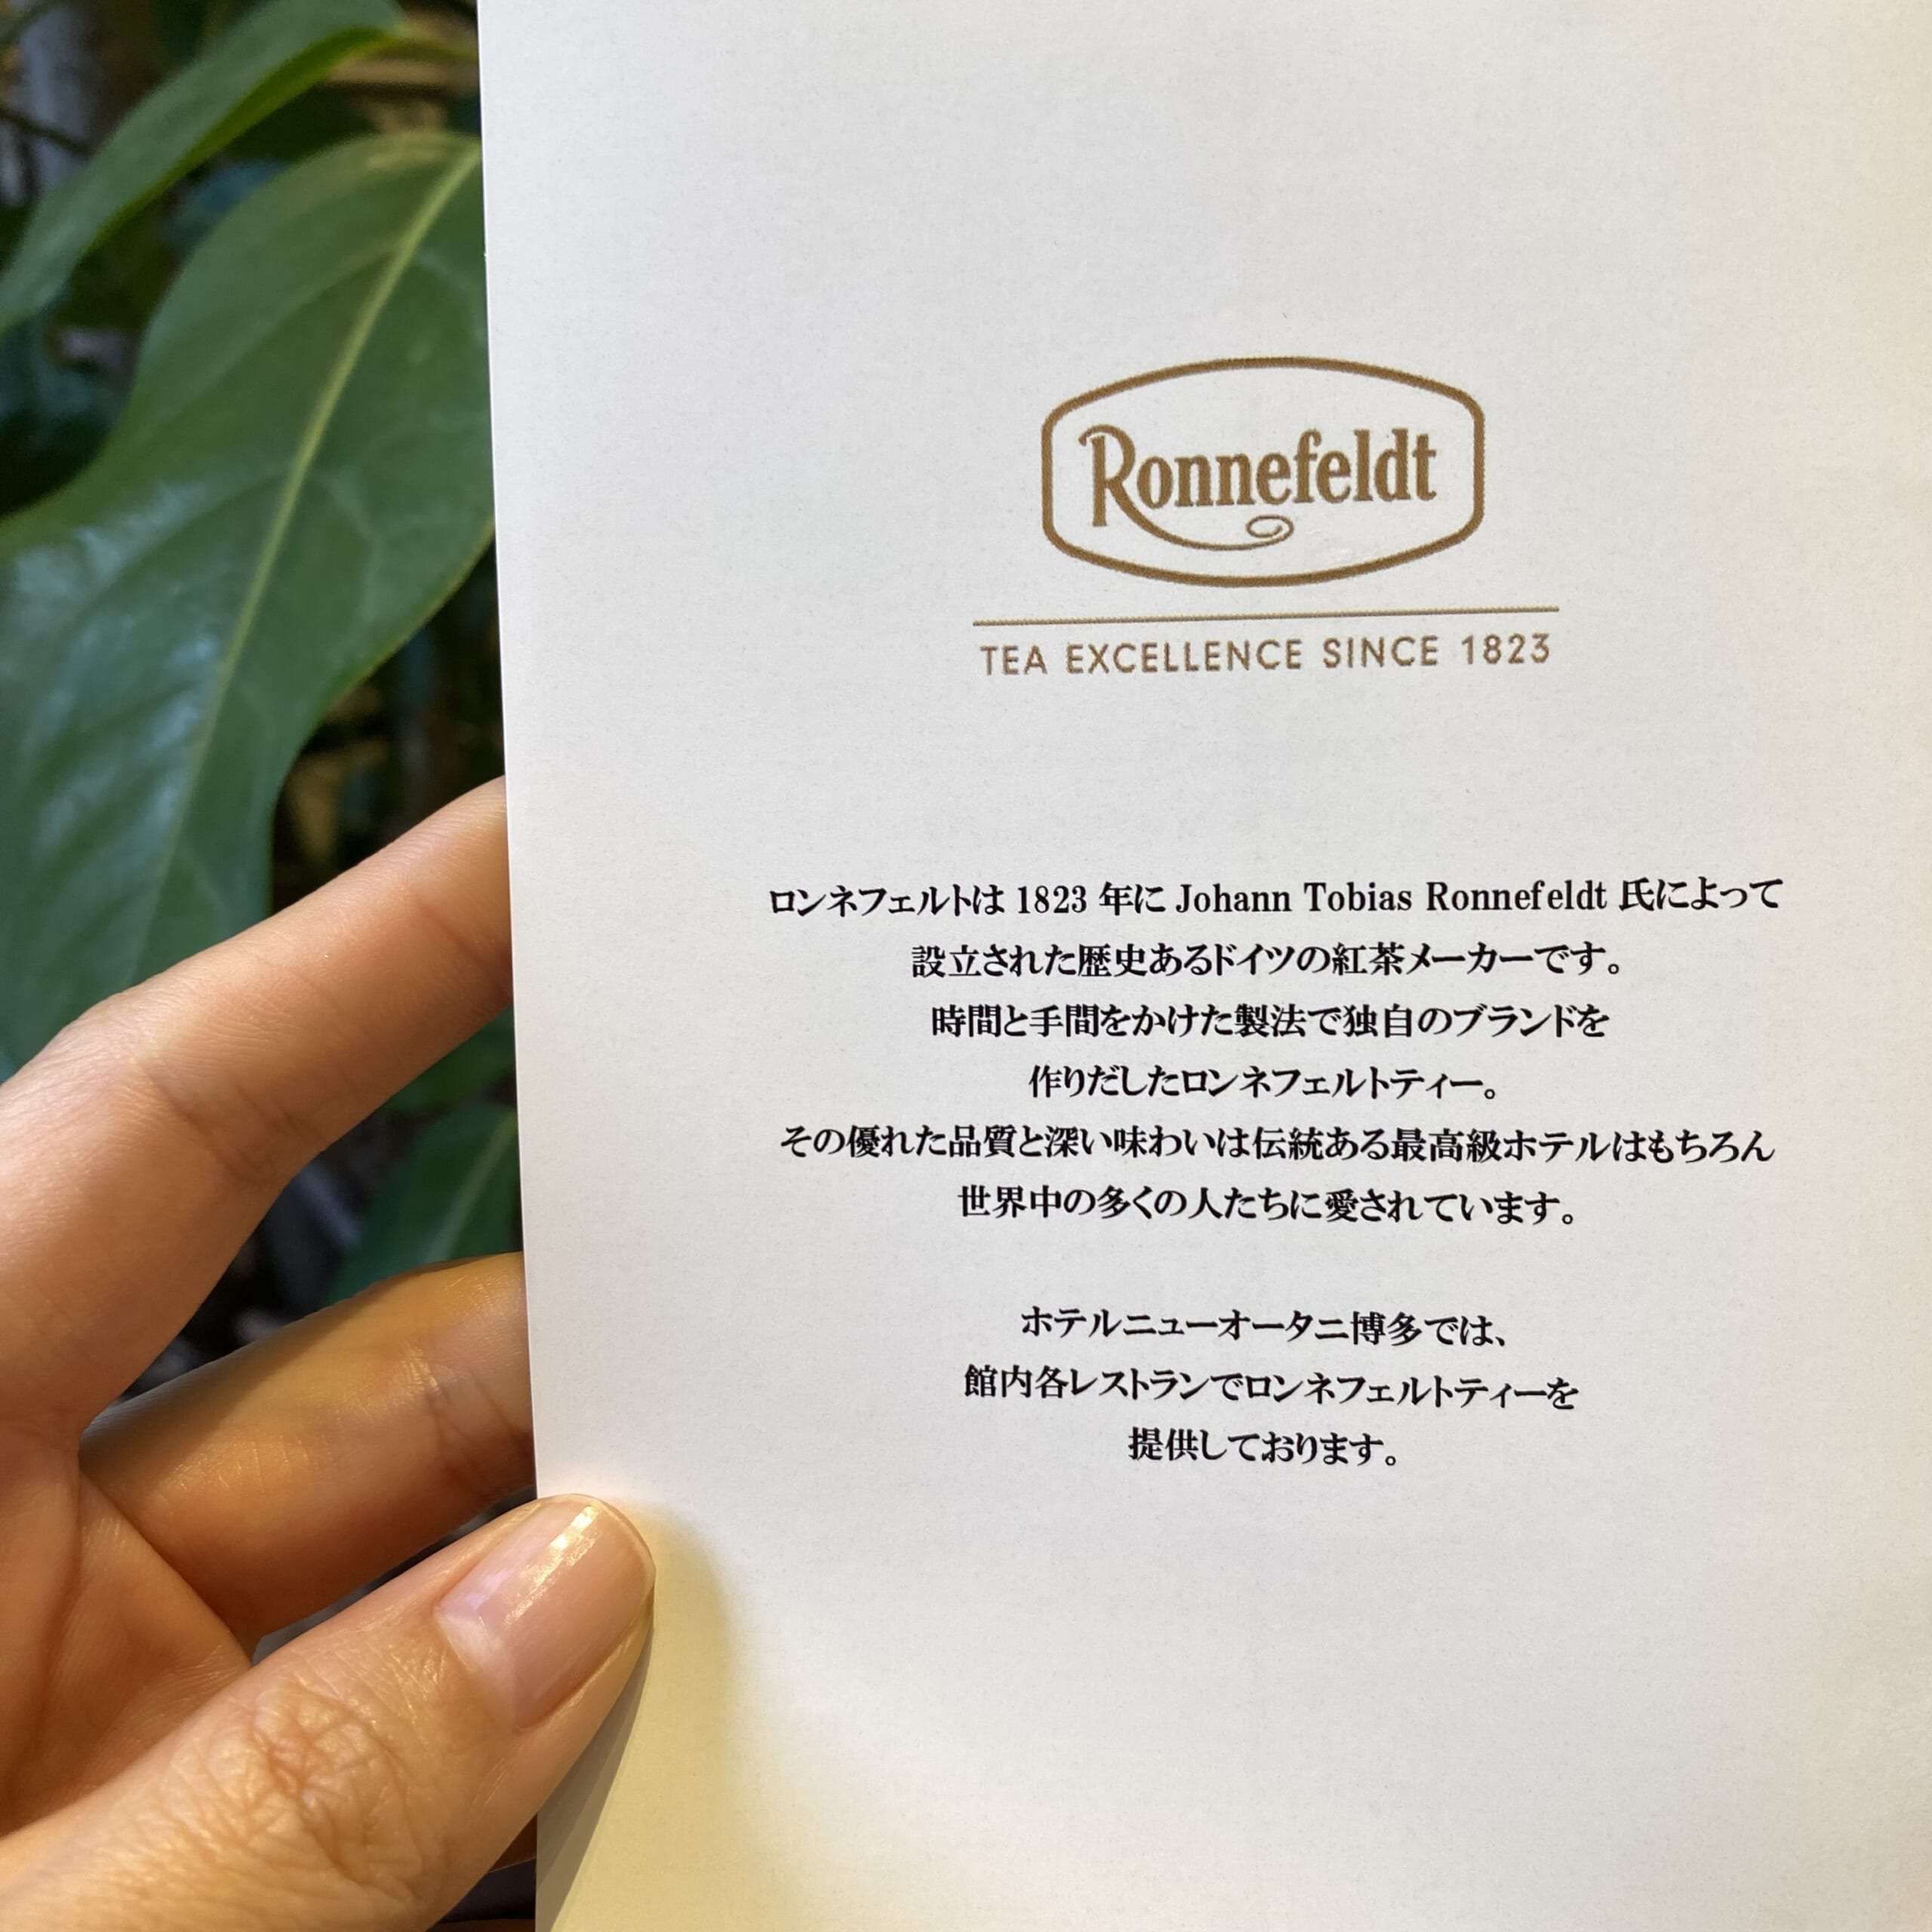 Ronnefeldt
TEA EXCELLENCE SINCE 1823
ロンネフェルトは 1823 年に Johann Tobias Ronnefeldt 氏によって
設立された歴史あるドイツの紅茶メーカーです。
時間と手間をかけた製法で独自のブランドを
作りだしたロンネフェルトティー。
その優れた品質と深い味わいは伝統ある最高級ホテルはもちろん
世界中の多くの人たちに愛されています。
ホテルニューオータニ博多では、
館内各レストランでロンネフェルトティーを
提供しております。